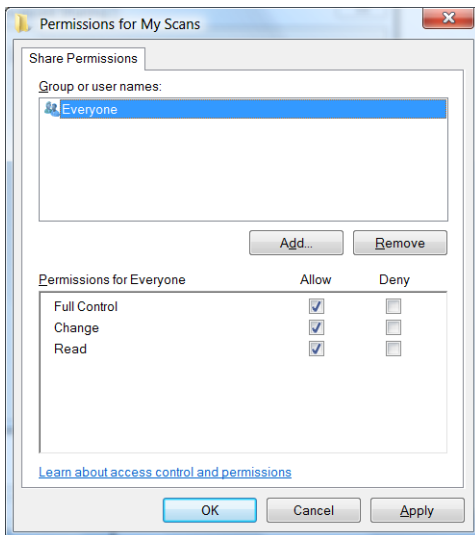 Permissions for My Scans
Share Permissions
Group or user names:
Everyone
Add... Remove
Permissions for Everyone Allow Deny
Full Control
Change
Read
Learn about access control and permissions
OK Cancel Apply